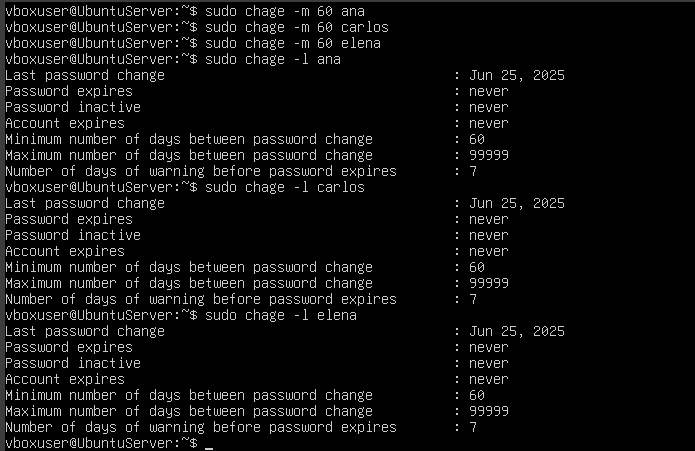 vboxuser@UbuntuServer:~$ sudo chage -m 60 ana
vboxuser@UbuntuServer:~$ sudo chage -m 60 carlos
vboxuser@UbuntuServer:~$ sudo chage -m 60 elena
vboxuser@UbuntuServer:~$ sudo chage -l ana
Last password change : Jun 25, 2025
Password expires : never
Password inactive : never
Account expires : never
Minimum number of days between password change : 60
Maximum number of days between password change : 99999
Number of days of warning before password expires : 7
vboxuser@UbuntuServer:~$ sudo chage -l carlos
Last password change : Jun 25, 2025
Password expires : never
Password inactive : never
Account expires : never
Minimum number of days between password change : 60
Maximum number of days between password change : 99999
Number of days of warning before password expires : 7
vboxuser@UbuntuServer:~$ sudo chage -l elena
Last password change : Jun 25, 2025
Password expires : never
Password inactive : never
Account expires : never
Minimum number of days between password change : 60
Maximum number of days between password change : 99999
Number of days of warning before password expires : 7
vboxuser@UbuntuServer:~$ _